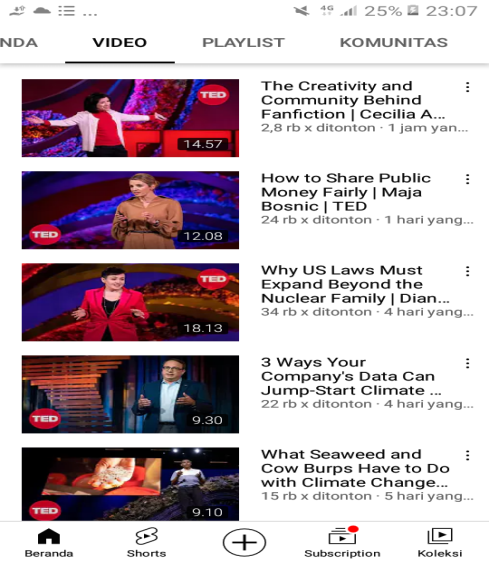 4G 25% 23:07
NDA VIDEO PLAYLIST KOMUNITAS
TED
14.57
The Creativity and
Community Behind
Fanfiction | Cecilia A...
2,8 rb x ditonton · 1 jam yan...
TED
12.08
How to Share Public
Money Fairly | Maja
Bosnic | TED
24 rb x ditonton · 1 hari yang...
TED
18.13
Why US Laws Must
Expand Beyond the
Nuclear Family | Dian...
34 rb x ditonton · 4 hari yang...
TED
9.30
3 Ways Your
Company's Data Can
Jump-Start Climate ...
22 rb x ditonton · 4 hari yang...
TED
9.10
What Seaweed and
Cow Burps Have to Do
with Climate Change...
15 rb x ditonton · 5 hari yang...
Beranda Shorts Subscription Koleksi